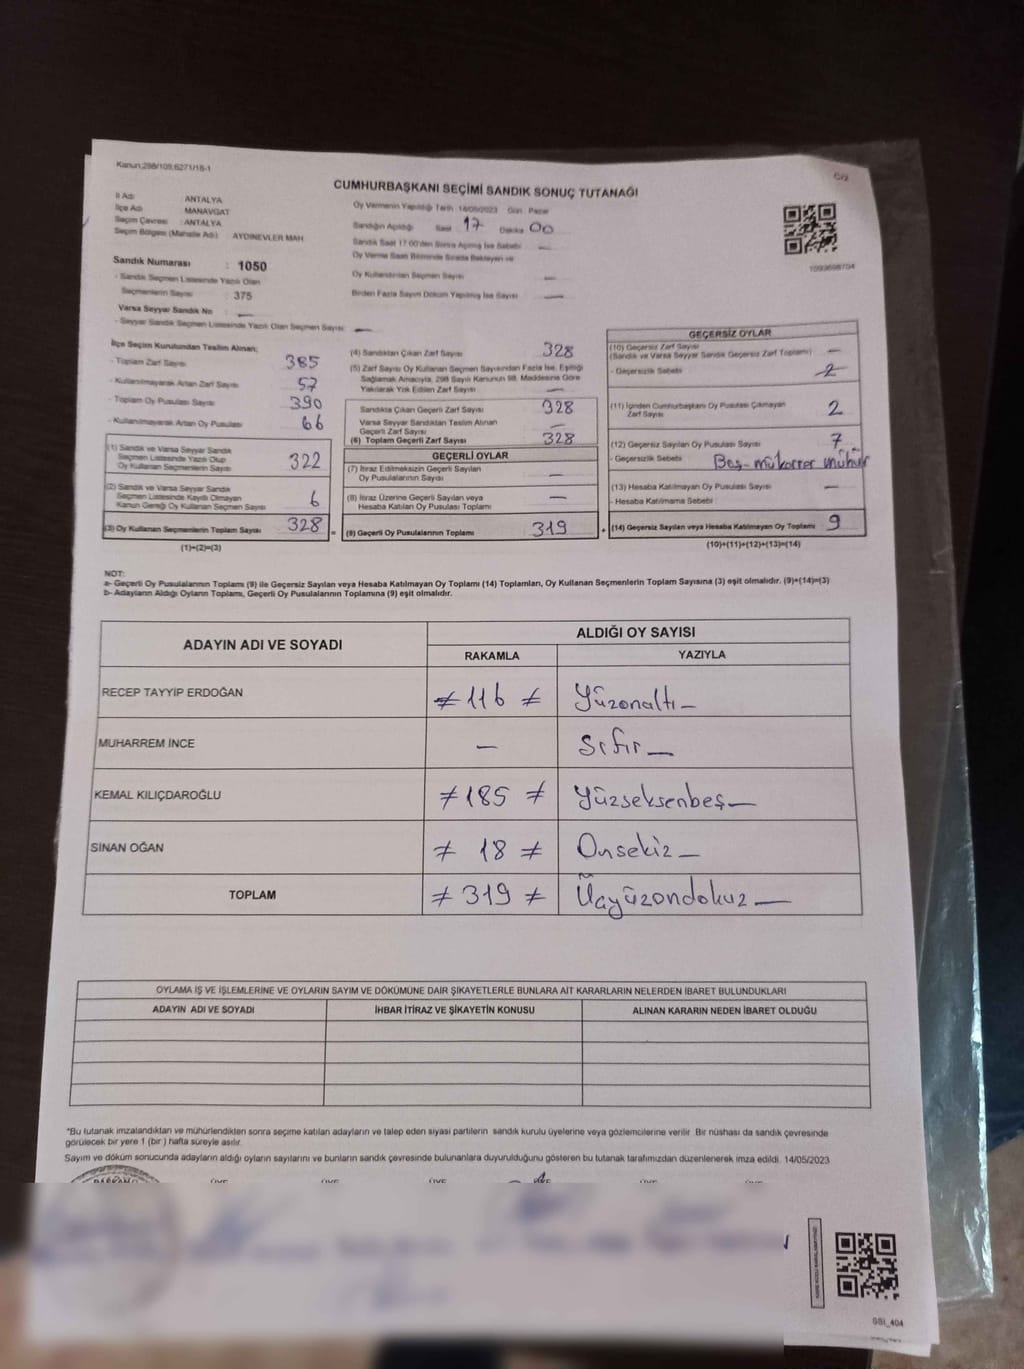 Kanun:298/109;6271/18-1
C/2
CUMHURBAŞKANI SEÇİMİ SANDIK SONUÇ TUTANAĞI
İl Adı ANTALYA
İlçe Adı MANAVGAT
Seçim Çevresi : ANTALYA
Seçim Bölgesi (Mahalle Adı) AYDINEVLER MAH.
Sandık Numarası : 1050
- Sandık Seçmen Listesinde Yazılı Olan
Seçmenlerin Sayısı : 375
Varsa Seyyar Sandık No : —
- Seyyar Sandık Seçmen Listesinde Yazılı Olan Seçmen Sayısı: —
Oy Vermenin Yapıldığı Tarih : 14/05/2023 Gün : Pazar
Sandığın Açıldığı Saat : 17 Dakika : 00
Sandık Saat 17:00'den Sonra Açılmış İse Sebebi : —
Oy Verme Saati Bitiminde Sırada Bekleyen ve
Oy Kullandırılan Seçmen Sayısı : —
Birden Fazla Sayım Döküm Yapılmış İse Sayısı : —
İlçe Seçim Kurulundan Teslim Alınan;
- Toplam Zarf Sayısı 385
- Kullanılmayarak Artan Zarf Sayısı 57
- Toplam Oy Pusulası Sayısı 390
- Kullanılmayarak Artan Oy Pusulası 66
(1) Sandık ve Varsa Seyyar Sandık
Seçmen Listesinde Yazılı Olup
Oy Kullanan Seçmenlerin Sayısı 322
(2) Sandık ve Varsa Seyyar Sandık
Seçmen Listesinde Kaydı Olmayan
Kanun Gereği Oy Kullanan Seçmen Sayısı 6
(3) Oy Kullanan Seçmenlerin Toplam Sayısı 328 =
(1)+(2)=(3)
(4) Sandıktan Çıkan Zarf Sayısı 328
(5) Zarf Sayısı Oy Kullanan Seçmen Sayısından Fazla İse, Eşitliği
Sağlamak Amacıyla, 298 Sayılı Kanunun 98. Maddesine Göre
Yakılarak Yok Edilen Zarf Sayısı —
Sandıkta Çıkan Geçerli Zarf Sayısı 328
Varsa Seyyar Sandıktan Teslim Alınan
Geçerli Zarf Sayısı —
(6) Toplam Geçerli Zarf Sayısı 328
GEÇERLİ OYLAR
(7) İtiraz Edilmeksizin Geçerli Sayılan
Oy Pusulalarının Sayısı —
(8) İtiraz Üzerine Geçerli Sayılan veya
Hesaba Katılan Oy Pusulası Toplamı —
(9) Geçerli Oy Pusulalarının Toplamı 319 +
GEÇERSİZ OYLAR
(10) Geçersiz Zarf Sayısı —
(Sandık ve Varsa Seyyar Sandık Geçersiz Zarf Toplamı)
- Geçersizlik Sebebi
(11) İçinden Cumhurbaşkanı Oy Pusulası Çıkmayan
Zarf Sayısı 2
(12) Geçersiz Sayılan Oy Pusulası Sayısı 7
- Geçersizlik Sebebi Boş - mükerrer mühür
(13) Hesaba Katılmayan Oy Pusulası Sayısı —
- Hesaba Katılmama Sebebi
(14) Geçersiz Sayılan veya Hesaba Katılmayan Oy Toplamı 9
(10)+(11)+(12)+(13)=(14)
NOT:
a- Geçerli Oy Pusulalarının Toplamı (9) ile Geçersiz Sayılan veya Hesaba Katılmayan Oy Toplamı (14) Toplamları, Oy Kullanan Seçmenlerin Toplam Sayısına (3) eşit olmalıdır. (9)+(14)=(3)
b- Adayların Aldığı Oyların Toplamı, Geçerli Oy Pusulalarının Toplamına (9) eşit olmalıdır.
ADAYIN ADI VE SOYADI ALDIĞI OY SAYISI
RAKAMLA YAZIYLA
RECEP TAYYİP ERDOĞAN ≠ 116 ≠ Yüzonaltı —
MUHARREM İNCE — Sıfır —
KEMAL KILIÇDAROĞLU ≠ 185 ≠ Yüzseksenbeş —
SİNAN OĞAN ≠ 18 ≠ Onsekiz —
TOPLAM ≠ 319 ≠ Üçyüzondokuz —
OYLAMA İŞ VE İŞLEMLERİNE VE OYLARIN SAYIM VE DÖKÜMÜNE DAİR ŞİKAYETLERLE BUNLARA AİT KARARLARIN NELERDEN İBARET BULUNDUKLARI
ADAYIN ADI VE SOYADI İHBAR İTİRAZ VE ŞİKAYETİN KONUSU ALINAN KARARIN NEDEN İBARET OLDUĞU
*Bu tutanak imzalandıktan ve mühürlendikten sonra seçime katılan adayların ve talep eden siyasi partilerin sandık kurulu üyelerine veya gözlemcilerine verilir. Bir nüshası da sandık çevresinde
görülecek bir yere 1 (bir ) hafta süreyle asılır.
Sayım ve döküm sonucunda adayların aldığı oyların sayılarını ve bunların sandık çevresinde bulunanlara duyurulduğunu gösteren bu tutanak tarafımızdan düzenlenerek imza edildi. 14/05/2023
BAŞKAN ÜYE ÜYE ÜYE ÜYE ÜYE